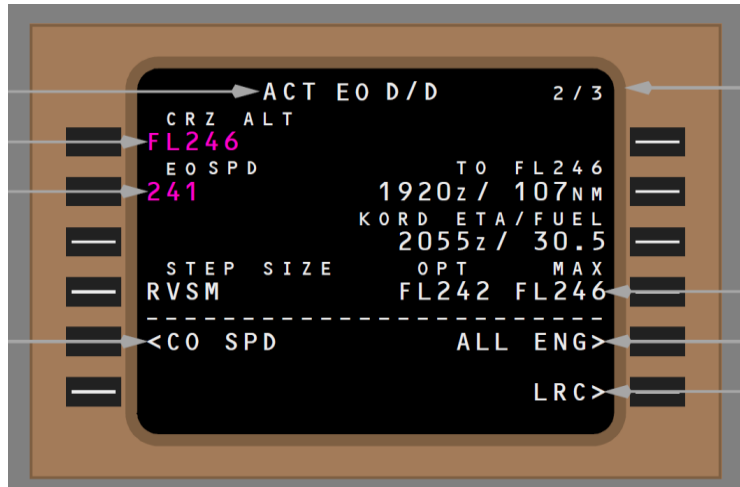 ACT EO D/D 2/3
CRZ ALT
FL246
EO SPD TO FL246
241 1920z/ 107NM
KORD ETA/FUEL
2055z/ 30.5
STEP SIZE OPT MAX
RVSM FL242 FL246
------------------------
<CO SPD ALL ENG>
LRC>